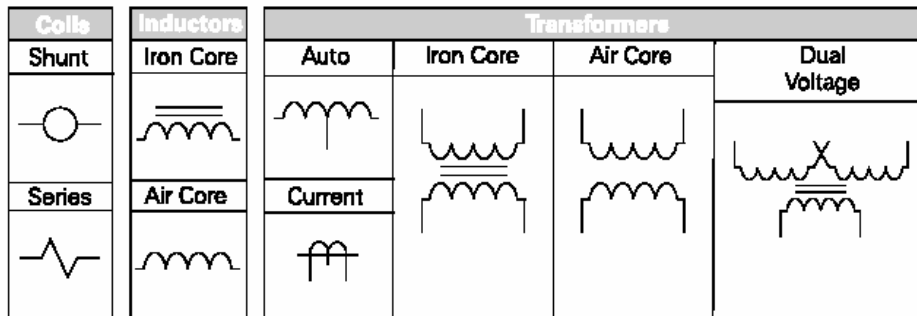 Coils
Inductors
Transformers
Shunt
Iron Core
Auto
Iron Core
Air Core
Dual
Voltage
Series
Air Core
Current